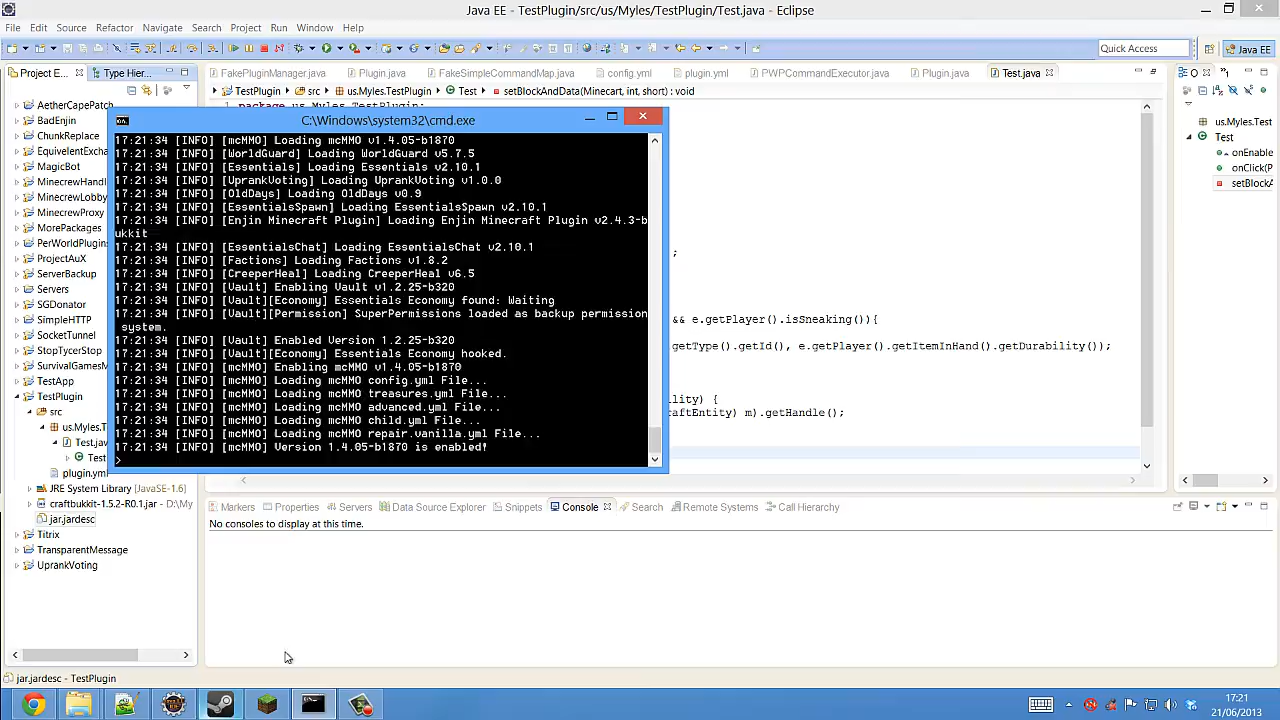 Java EE - TestPlugin/src/us/Myles/TestPlugin/Test.java - Eclipse
File Edit Source Refactor Navigate Search Project Run Window Help
Quick Access
Java EE
Project E...
Type Hier...
FakePluginManager.java
Plugin.java
FakeSimpleCommandMap.java
config.yml
plugin.yml
PWPCommandExecutor.java
Plugin.java
Test.java
O
TestPlugin
src
us.Myles.TestPlugin
Test
setBlockAndData(Minecart, int, short) : void
AetherCapePatch
BadEnjin
ChunkReplace
EquivelentExcha
MagicBot
MinecrewHandl
MinecrewLobby
MinecrewProxy
MorePackages
PerWorldPlugins
ProjectAuX
ServerBackup
Servers
SGDonator
SimpleHTTP
SocketTunnel
StopTycerStop
SurvivalGamesM
TestApp
TestPlugin
src
us.Myles.T
Test.jav
Test
plugin.ym
JRE System Library [JavaSE-1.6]
craftbukkit-1.5.2-R0.1.jar - D:\My
jar.jardesc
Titrix
TransparentMessage
UprankVoting
C:\Windows\system32\cmd.exe
17:21:34 [INFO] [mcMMO] Loading mcMMO v1.4.05-b1870
17:21:34 [INFO] [WorldGuard] Loading WorldGuard v5.7.5
17:21:34 [INFO] [Essentials] Loading Essentials v2.10.1
17:21:34 [INFO] [UprankVoting] Loading UprankVoting v1.0.0
17:21:34 [INFO] [OldDays] Loading OldDays v0.9
17:21:34 [INFO] [EssentialsSpawn] Loading EssentialsSpawn v2.10.1
17:21:34 [INFO] [Enjin Minecraft Plugin] Loading Enjin Minecraft Plugin v2.4.3-b
ukkit
17:21:34 [INFO] [EssentialsChat] Loading EssentialsChat v2.10.1
17:21:34 [INFO] [Factions] Loading Factions v1.8.2
17:21:34 [INFO] [CreeperHeal] Loading CreeperHeal v6.5
17:21:34 [INFO] [Vault] Enabling Vault v1.2.25-b320
17:21:34 [INFO] [Vault][Economy] Essentials Economy found: Waiting
17:21:34 [INFO] [Vault][Permission] SuperPermissions loaded as backup permission
system.
17:21:34 [INFO] [Vault] Enabled Version 1.2.25-b320
17:21:34 [INFO] [Vault][Economy] Essentials Economy hooked.
17:21:34 [INFO] [mcMMO] Enabling mcMMO v1.4.05-b1870
17:21:34 [INFO] [mcMMO] Loading mcMMO config.yml File...
17:21:34 [INFO] [mcMMO] Loading mcMMO treasures.yml File...
17:21:34 [INFO] [mcMMO] Loading mcMMO advanced.yml File...
17:21:34 [INFO] [mcMMO] Loading mcMMO child.yml File...
17:21:34 [INFO] [mcMMO] Loading mcMMO repair.vanilla.yml File...
17:21:34 [INFO] [mcMMO] Version 1.4.05-b1870 is enabled!
>
;
&& e.getPlayer().isSneaking()){
getType().getId(), e.getPlayer().getItemInHand().getDurability());
ility) {
aftEntity) m).getHandle();
us.Myles.Test
Test
onEnable
onClick(P
setBlockA
Markers
Properties
Servers
Data Source Explorer
Snippets
Console
Search
Remote Systems
Call Hierarchy
No consoles to display at this time.
jar.jardesc - TestPlugin
17:21
21/06/2013